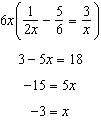 6x(1/2x − 5/6 = 3/x)
3 − 5x = 18
−15 = 5x
−3 = x